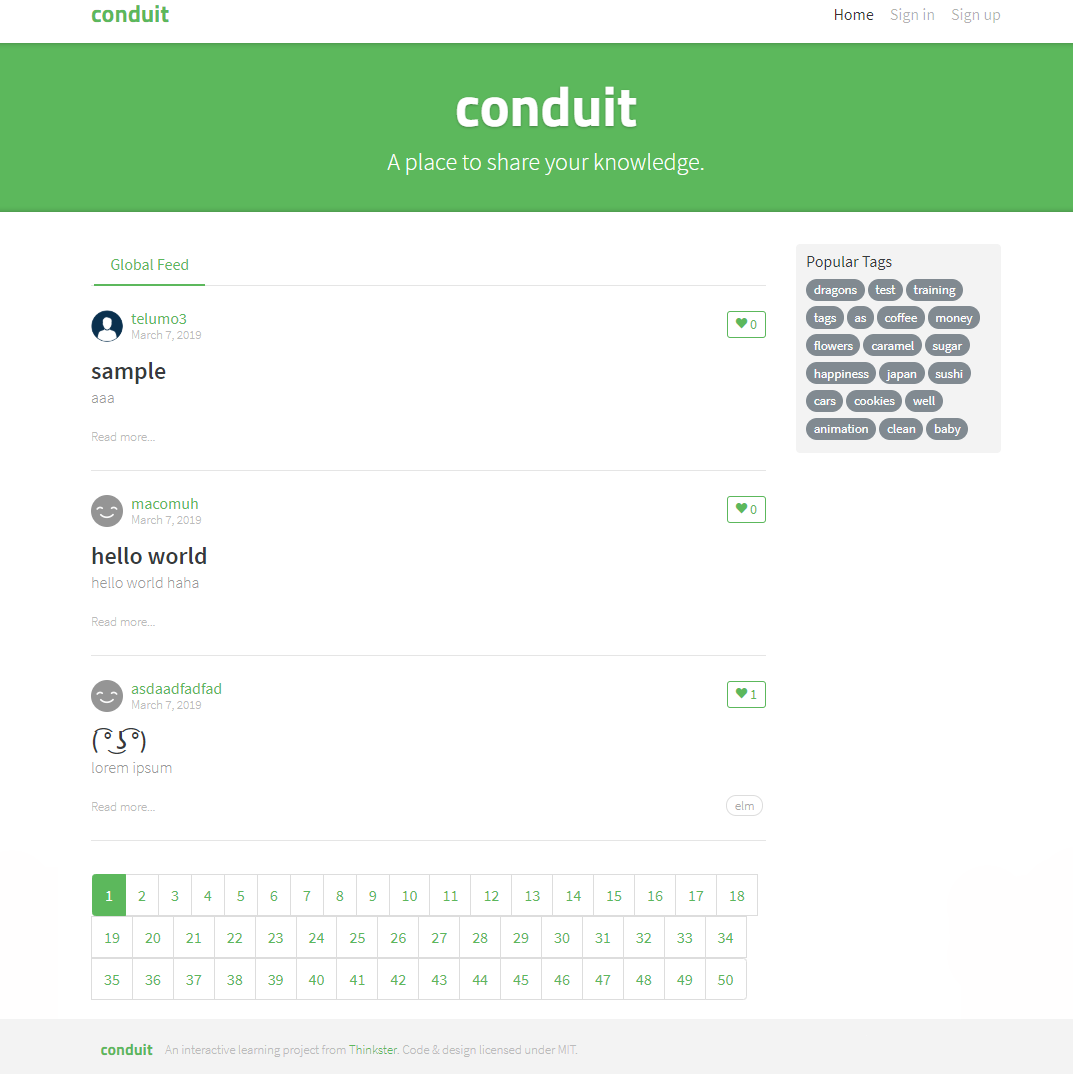 conduit
Home Sign in Sign up
conduit
A place to share your knowledge.
Global Feed
telumo3
March 7, 2019
0
sample
aaa
Read more...
macomuh
March 7, 2019
0
hello world
hello world haha
Read more...
asdaadfadfad
March 7, 2019
1
( ͡° ͜ʖ ͡°)
lorem ipsum
Read more...
elm
1 2 3 4 5 6 7 8 9 10 11 12 13 14 15 16 17 18
19 20 21 22 23 24 25 26 27 28 29 30 31 32 33 34
35 36 37 38 39 40 41 42 43 44 45 46 47 48 49 50
Popular Tags
dragons test training
tags as coffee money
flowers caramel sugar
happiness japan sushi
cars cookies well
animation clean baby
conduit An interactive learning project from Thinkster. Code & design licensed under MIT.